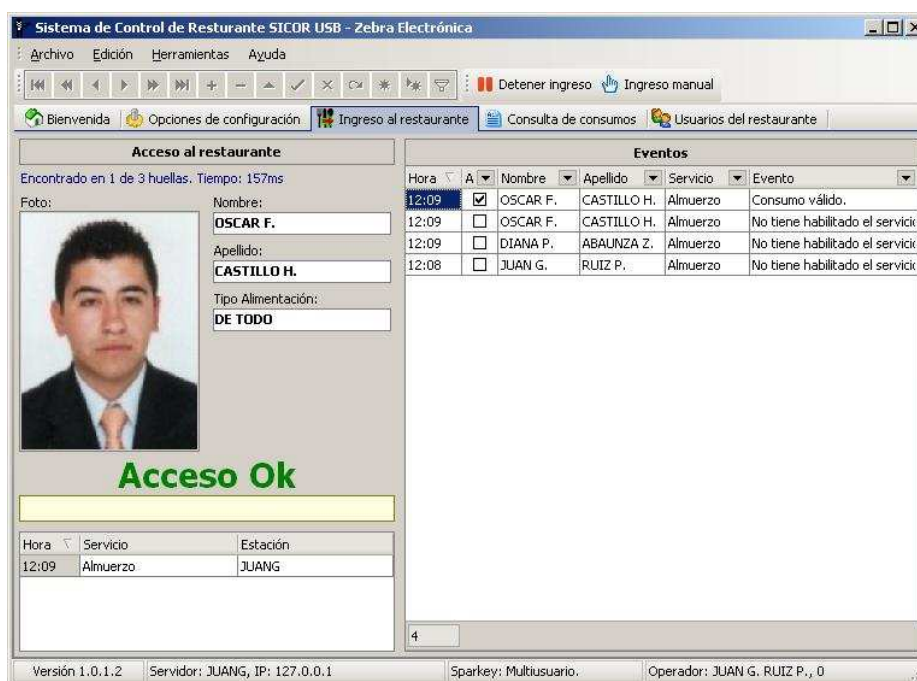 Sistema de Control de Resturante SICOR USB - Zebra Electrónica
Archivo Edición Herramientas Ayuda
Detener ingreso Ingreso manual
Bienvenida Opciones de configuración Ingreso al restaurante Consulta de consumos Usuarios del restaurante
Acceso al restaurante
Encontrado en 1 de 3 huellas. Tiempo: 157ms
Foto:
Nombre:
OSCAR F.
Apellido:
CASTILLO H.
Tipo Alimentación:
DE TODO
Acceso Ok
Hora Servicio Estación
12:09 Almuerzo JUANG
Eventos
Hora A Nombre Apellido Servicio Evento
12:09 OSCAR F. CASTILLO H. Almuerzo Consumo válido.
12:09 OSCAR F. CASTILLO H. Almuerzo No tiene habilitado el servici
12:09 DIANA P. ABAUNZA Z. Almuerzo No tiene habilitado el servici
12:08 JUAN G. RUIZ P. Almuerzo No tiene habilitado el servici
4
Versión 1.0.1.2 Servidor: JUANG, IP: 127.0.0.1 Sparkey: Multiusuario. Operador: JUAN G. RUIZ P., 0